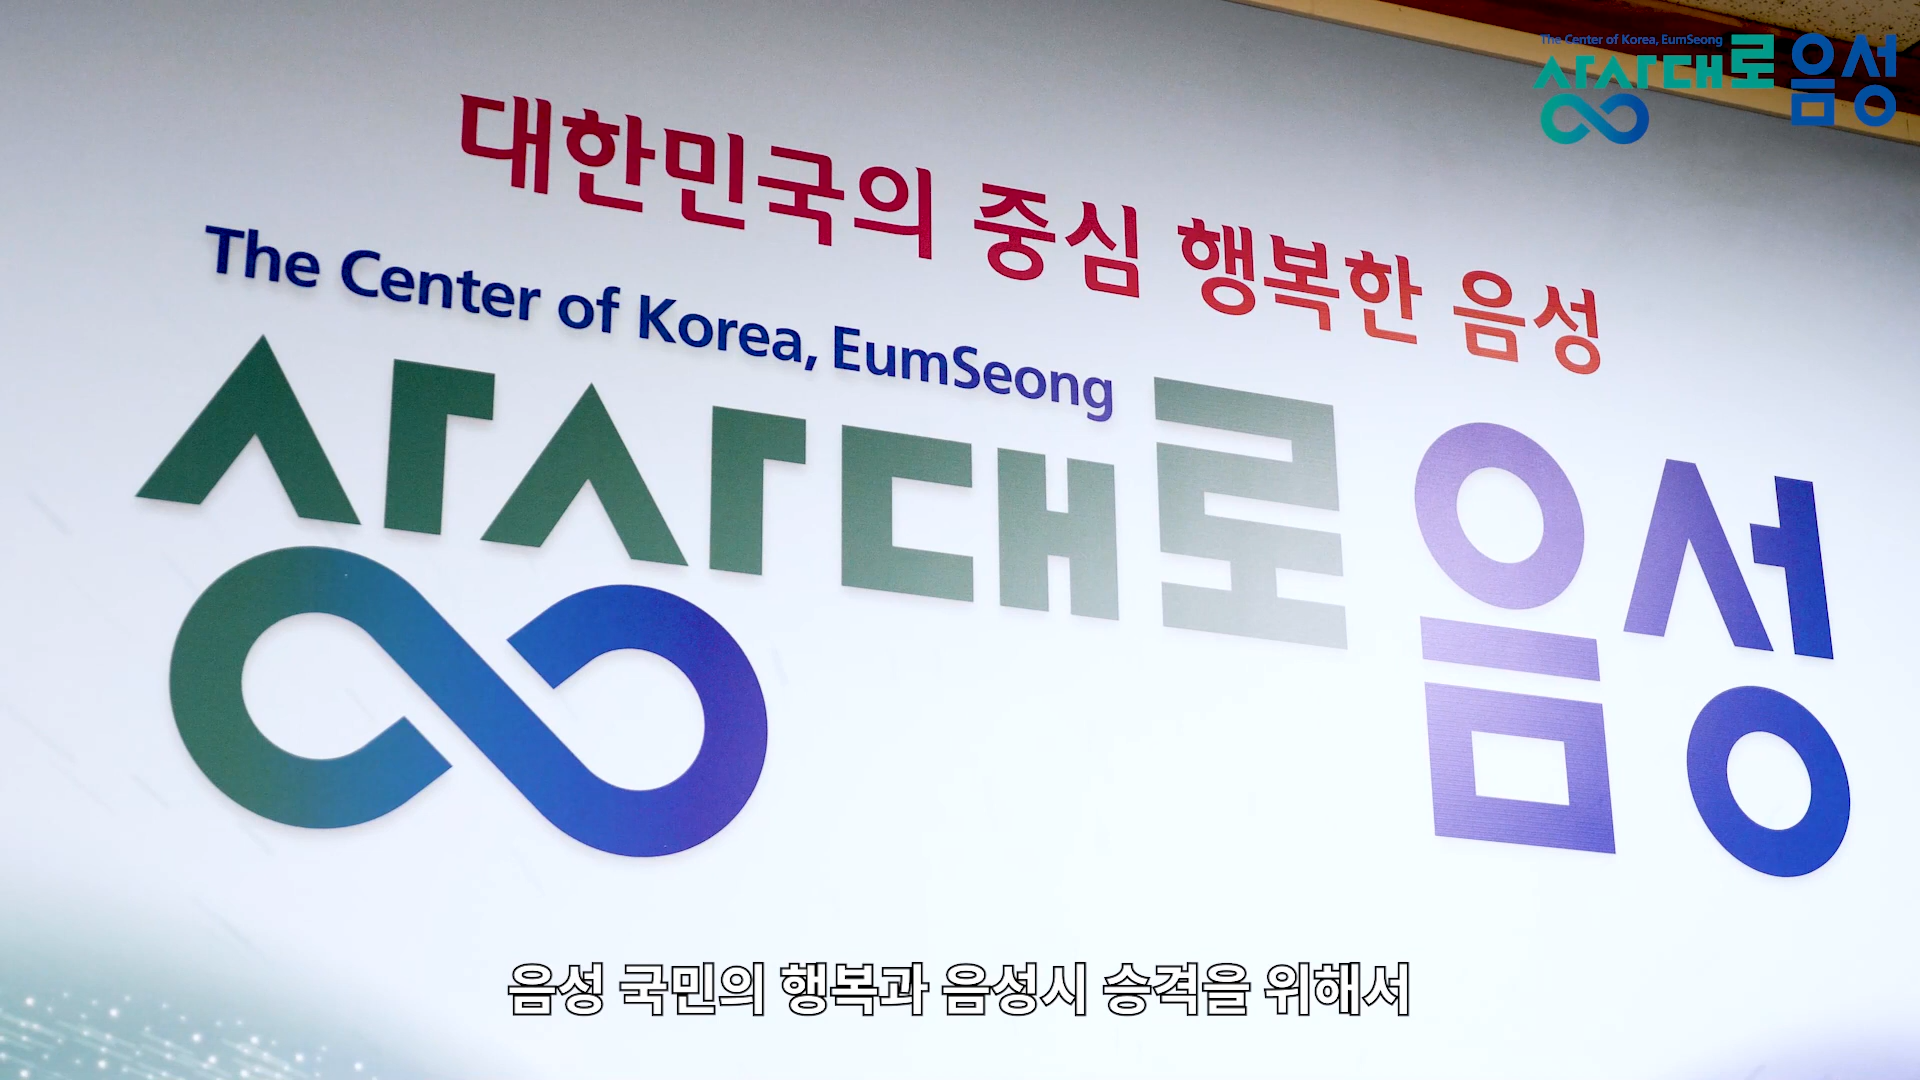 The Center of Korea, EumSeong
상상대로 음성
대한민국의 중심 행복한 음성
The Center of Korea, EumSeong
상상대로 음성
음성 국민의 행복과 음성시 승격을 위해서